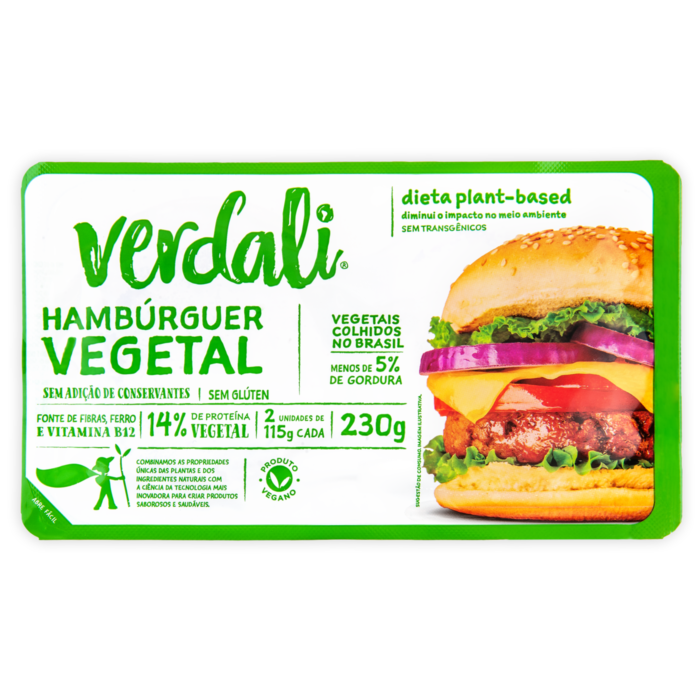 verdali®
HAMBÚRGUER
VEGETAL
SEM ADIÇÃO DE CONSERVANTES | SEM GLÚTEN
FONTE DE FIBRAS, FERRO
E VITAMINA B12
14% DE PROTEÍNA
VEGETAL
2 UNIDADES DE
115g CADA
230g
COMBINAMOS AS PROPRIEDADES
ÚNICAS DAS PLANTAS E DOS
INGREDIENTES NATURAIS COM
A CIÊNCIA DA TECNOLOGIA MAIS
INOVADORA PARA CRIAR PRODUTOS
SABOROSOS E SAUDÁVEIS.
PRODUTO
VEGANO
ABRE FÁCIL
dieta plant-based
diminui o impacto no meio ambiente
SEM TRANSGÊNICOS
VEGETAIS
COLHIDOS
NO BRASIL
MENOS DE 5%
DE GORDURA
SUGESTÃO DE CONSUMO. IMAGEM ILUSTRATIVA.